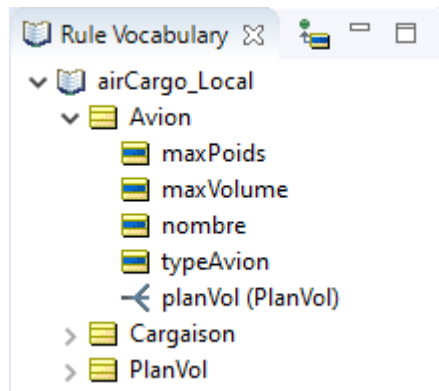 Rule Vocabulary
airCargo_Local
Avion
maxPoids
maxVolume
nombre
typeAvion
planVol (PlanVol)
Cargaison
PlanVol